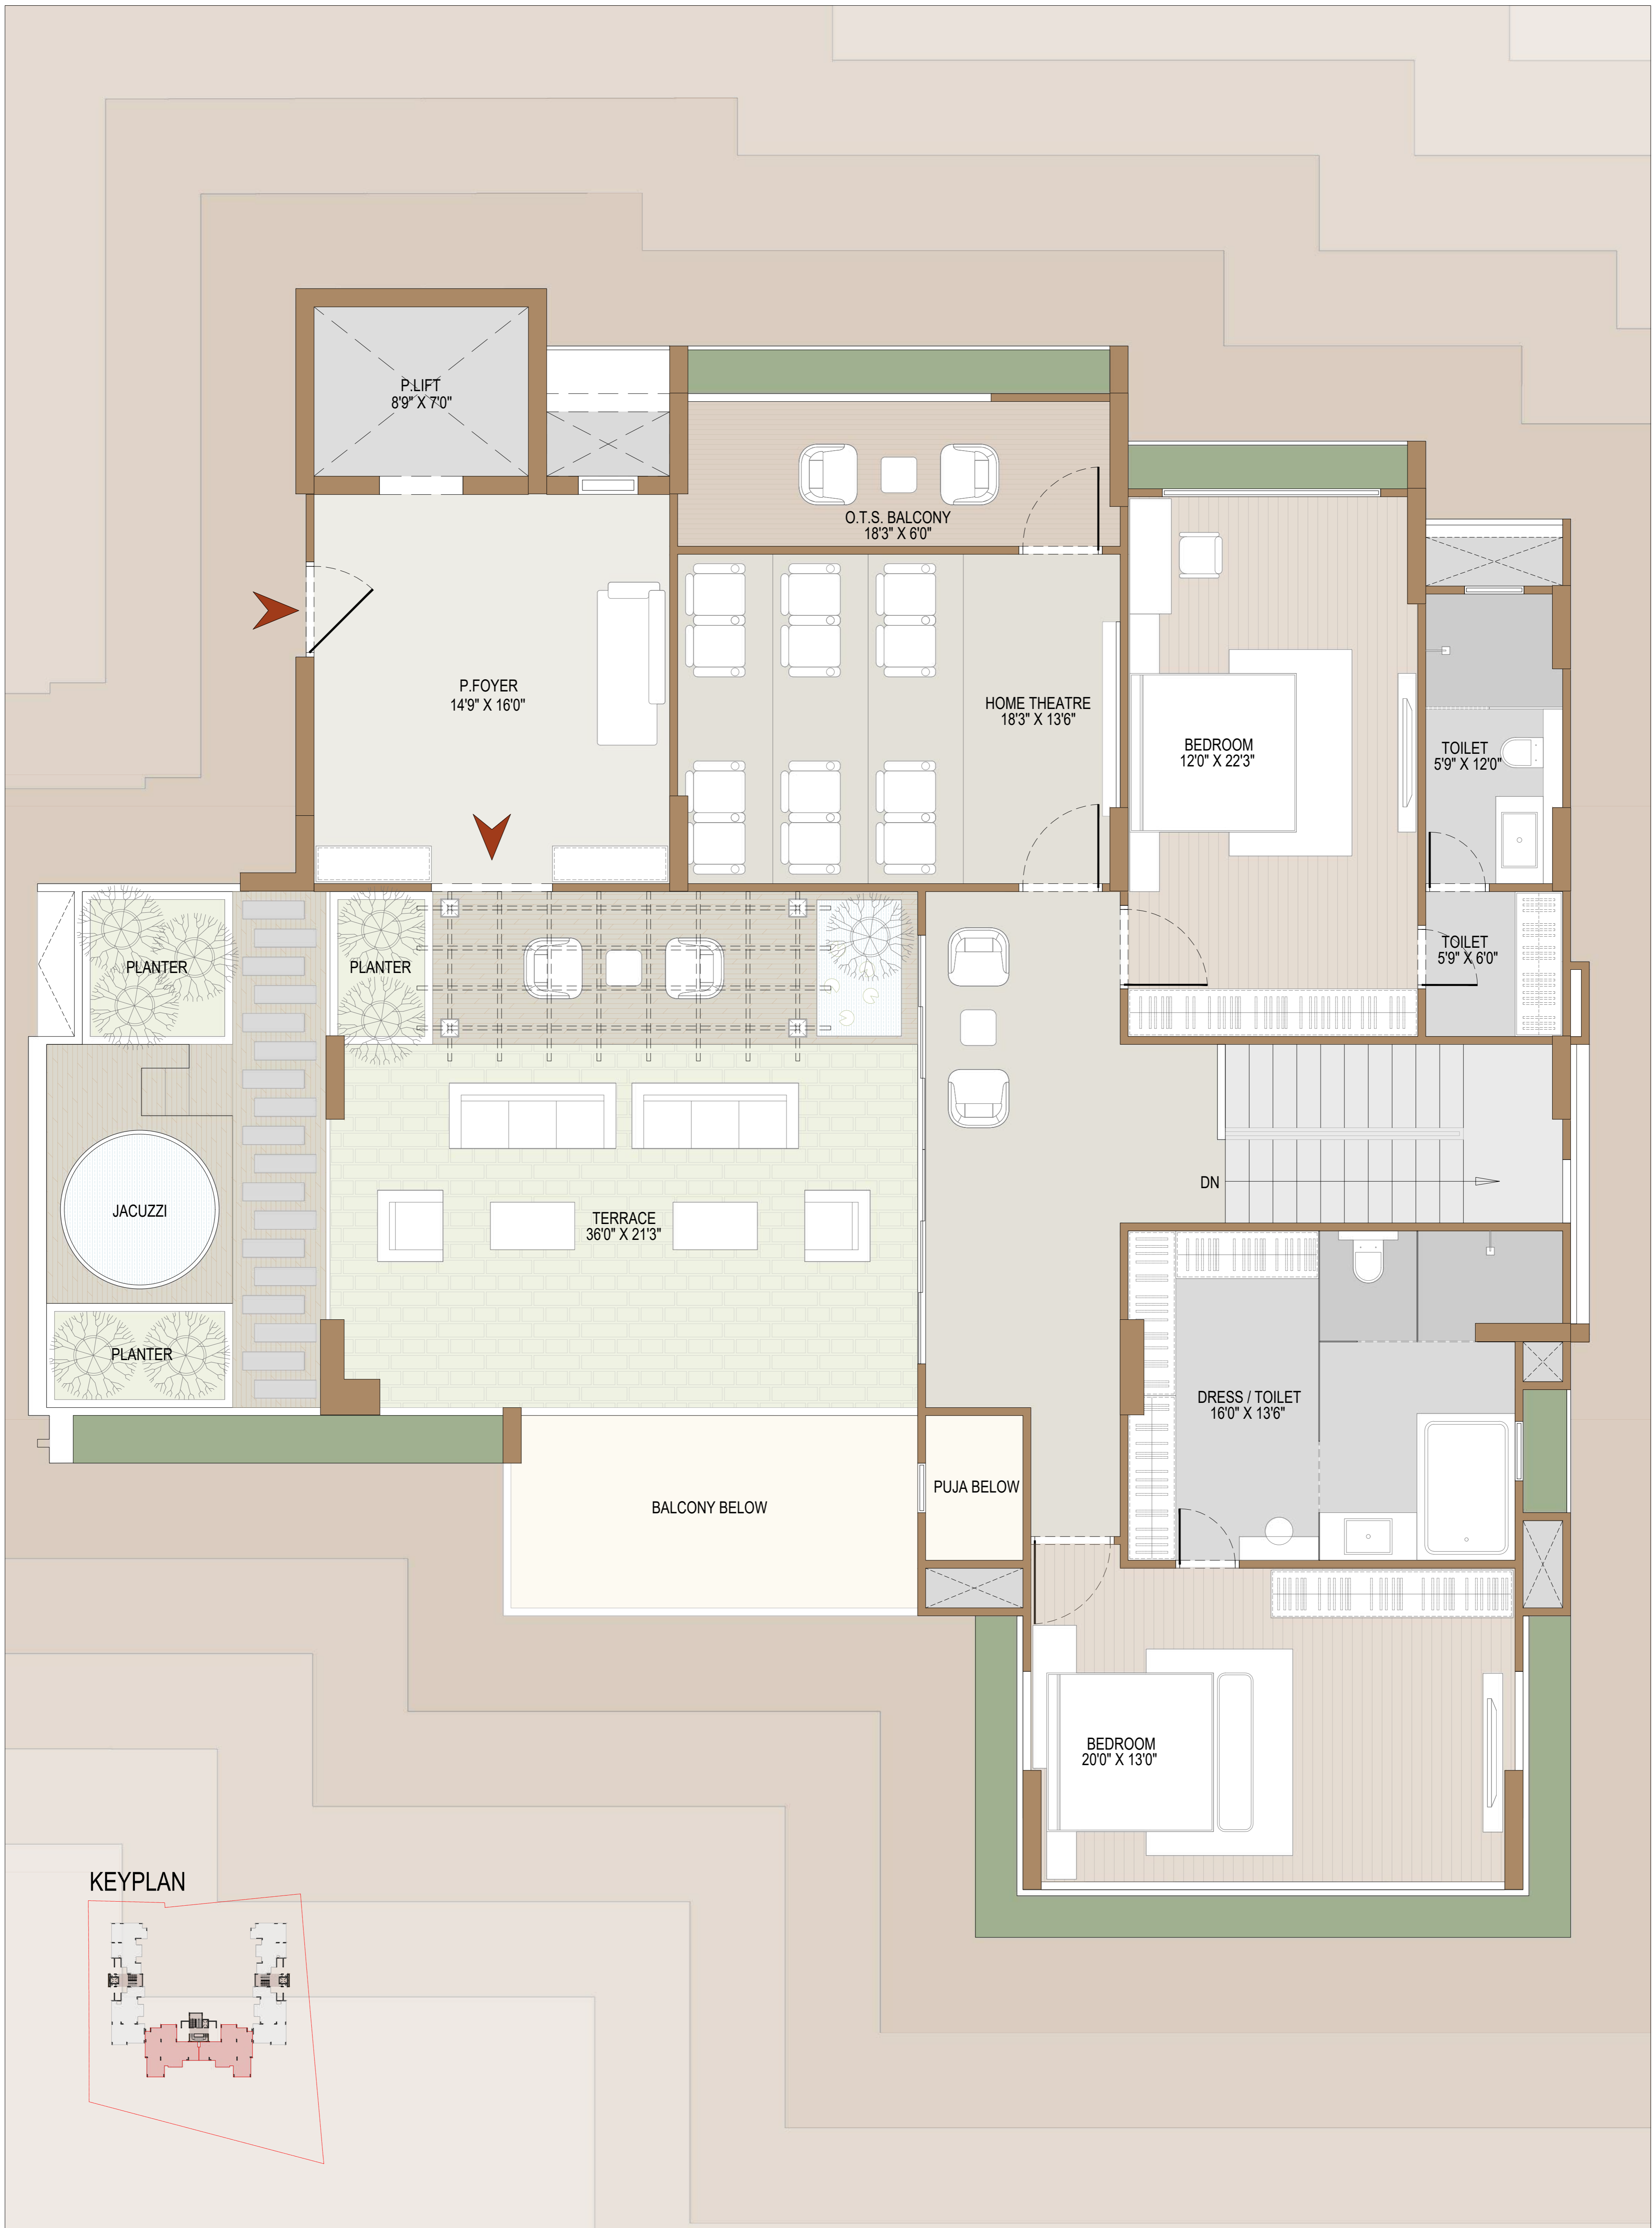 P.LIFT
8'9" X 7'0"
O.T.S. BALCONY
18'3" X 6'0"
P.FOYER
14'9" X 16'0"
HOME THEATRE
18'3" X 13'6"
BEDROOM
12'0" X 22'3"
TOILET
5'9" X 12'0"
PLANTER
PLANTER
TOILET
5'9" X 6'0"
JACUZZI
TERRACE
36'0" X 21'3"
DN
PLANTER
DRESS / TOILET
16'0" X 13'6"
BALCONY BELOW
PUJA BELOW
BEDROOM
20'0" X 13'0"
KEYPLAN